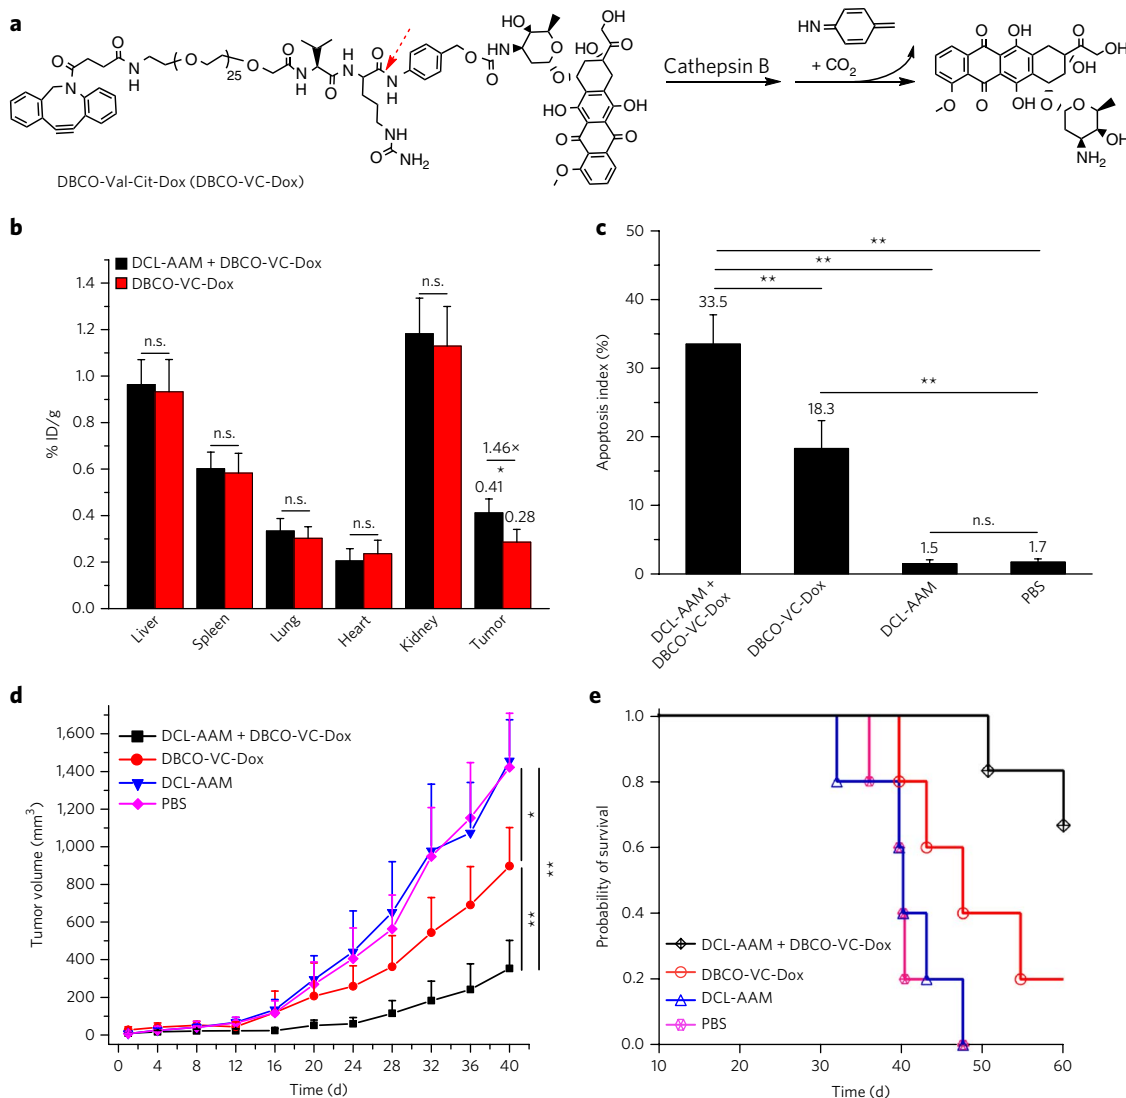 a
DBCO-Val-Cit-Dox (DBCO-VC-Dox)
O
O
N
N
H
O
25
O
O
N
H
O
H
N
O
N
H
NH
O
NH2
O
O
H
N
HO
O
O
OH
HO
O
HO
OH
O
O
O
Cathepsin B
HN
+ CO2
O
OH
O
OH
OH
O
O
OH
O
O
OH
NH2
b
DCL-AAM + DBCO-VC-Dox
DBCO-VC-Dox
% ID/g
1.4
1.2
1.0
0.8
0.6
0.4
0.2
0.0
n.s.
n.s.
n.s.
n.s.
n.s.
1.46×
*
0.41
0.28
Liver
Spleen
Lung
Heart
Kidney
Tumor
c
Apoptosis index (%)
50
40
30
20
10
0
**
**
**
33.5
**
18.3
n.s.
1.5
1.7
DCL-AAM +
DBCO-VC-Dox
DBCO-VC-Dox
DCL-AAM
PBS
d
DCL-AAM + DBCO-VC-Dox
DBCO-VC-Dox
DCL-AAM
PBS
Tumor volume (mm3)
1,600
1,400
1,200
1,000
800
600
400
200
0
*
**
**
0 4 8 12 16 20 24 28 32 36 40
Time (d)
e
Probability of survival
1.0
0.8
0.6
0.4
0.2
0.0
DCL-AAM + DBCO-VC-Dox
DBCO-VC-Dox
DCL-AAM
PBS
10 20 30 40 50 60
Time (d)